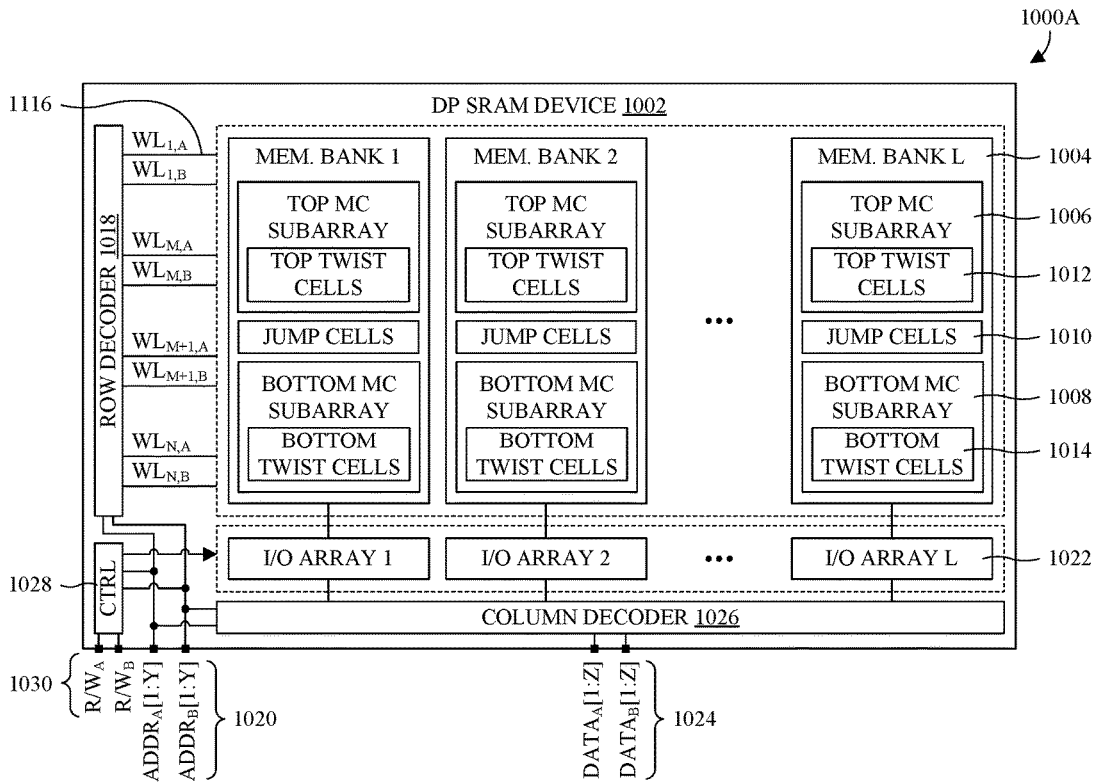 1000A
DP SRAM DEVICE 1002
1116
WL1,A
WL1,B
WLM,A
WLM,B
WLM+1,A
WLM+1,B
WLN,A
WLN,B
ROW DECODER 1018
MEM. BANK 1
TOP MC
SUBARRAY
TOP TWIST
CELLS
JUMP CELLS
BOTTOM MC
SUBARRAY
BOTTOM
TWIST CELLS
MEM. BANK 2
TOP MC
SUBARRAY
TOP TWIST
CELLS
JUMP CELLS
BOTTOM MC
SUBARRAY
BOTTOM
TWIST CELLS
•••
MEM. BANK L
TOP MC
SUBARRAY
TOP TWIST
CELLS
JUMP CELLS
BOTTOM MC
SUBARRAY
BOTTOM
TWIST CELLS
1004
1006
1012
1010
1008
1014
I/O ARRAY 1
I/O ARRAY 2
•••
I/O ARRAY L
1022
1028
CTRL
COLUMN DECODER 1026
1030
R/WA
R/WB
ADDRA[1:Y]
ADDRB[1:Y]
1020
DATAA[1:Z]
DATAB[1:Z]
1024